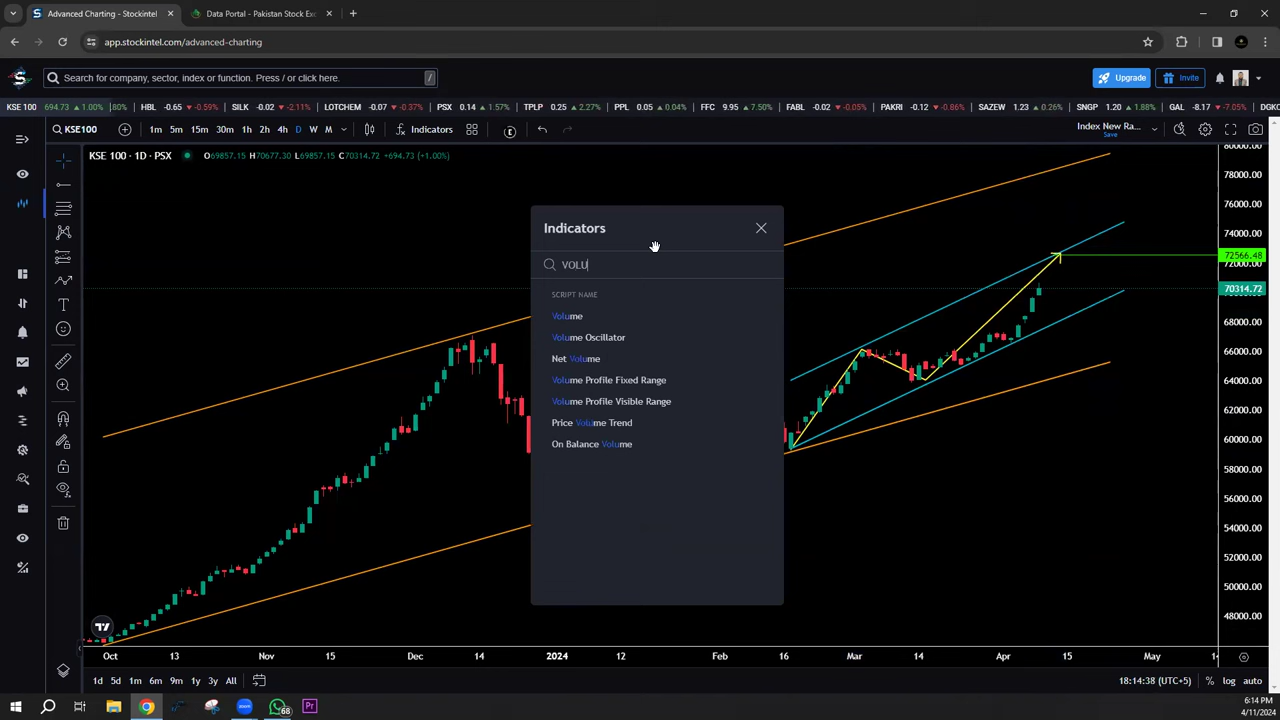 Advanced Charting - Stockintel
Data Portal - Pakistan Stock Exc
app.stockintel.com/advanced-charting
Search for company, sector, index or function. Press / or click here.
/
Upgrade
Invite
KSE 100 694.73 ▲ 1.00% 80% HBL -0.65 ▼ -0.59% SILK -0.02 ▼ -2.11% LOTCHEM -0.07 ▼ -0.37% PSX 0.14 ▲ 1.57% TPLP 0.25 ▲ 2.27% PPL 0.05 ▲ 0.04% FFC 9.95 ▲ 7.50% FABL -0.02 ▼ -0.05% PAKRI -0.12 ▼ -0.86% SAZEW 1.23 ▲ 0.26% SNGP 1.20 ▲ 1.88% GAL -8.17 ▼ -7.05% DGK
KSE100
1m 5m 15m 30m 1h 2h 4h D W M
Indicators
Index New Ra...
Save
KSE 100 · 1D · PSX
O69857.15 H70677.30 L69857.15 C70314.72 +694.73 (+1.00%)
Indicators
VOLU
SCRIPT NAME
Volume
Volume Oscillator
Net Volume
Volume Profile Fixed Range
Volume Profile Visible Range
Price Volume Trend
On Balance Volume
80000.00
78000.00
76000.00
74000.00
72566.48
72000.00
70314.72
68000.00
66000.00
64000.00
62000.00
60000.00
58000.00
56000.00
54000.00
52000.00
50000.00
48000.00
Oct 13 Nov 15 Dec 14 2024 12 Feb 16 Mar 14 Apr 15 May
1d 5d 1m 6m 9m 1y 3y All
18:14:38 (UTC+5)
% log auto
68
Pr
6:14 PM
4/11/2024